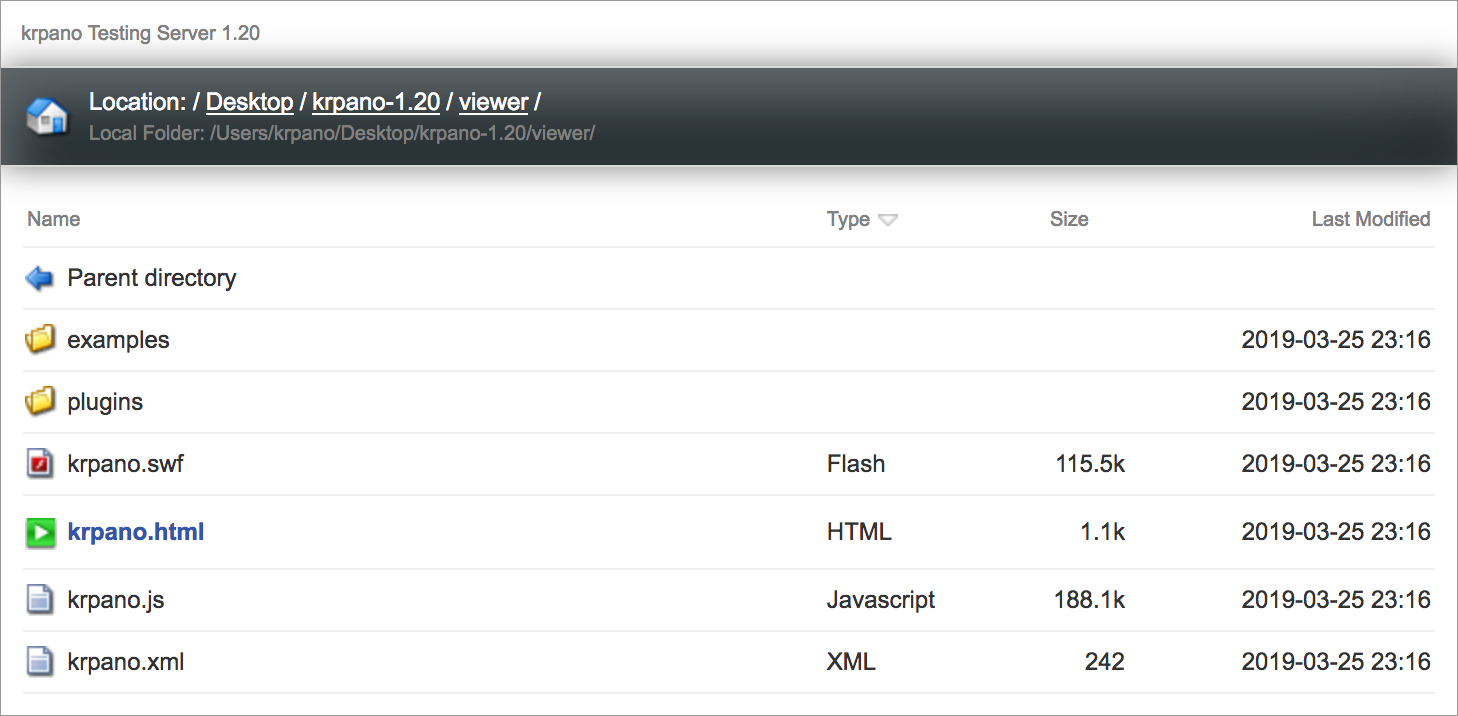 krpano Testing Server 1.20
Location: / Desktop / krpano-1.20 / viewer /
Local Folder: /Users/krpano/Desktop/krpano-1.20/viewer/
Name Type Size Last Modified
Parent directory
examples 2019-03-25 23:16
plugins 2019-03-25 23:16
krpano.swf Flash 115.5k 2019-03-25 23:16
krpano.html HTML 1.1k 2019-03-25 23:16
krpano.js Javascript 188.1k 2019-03-25 23:16
krpano.xml XML 242 2019-03-25 23:16